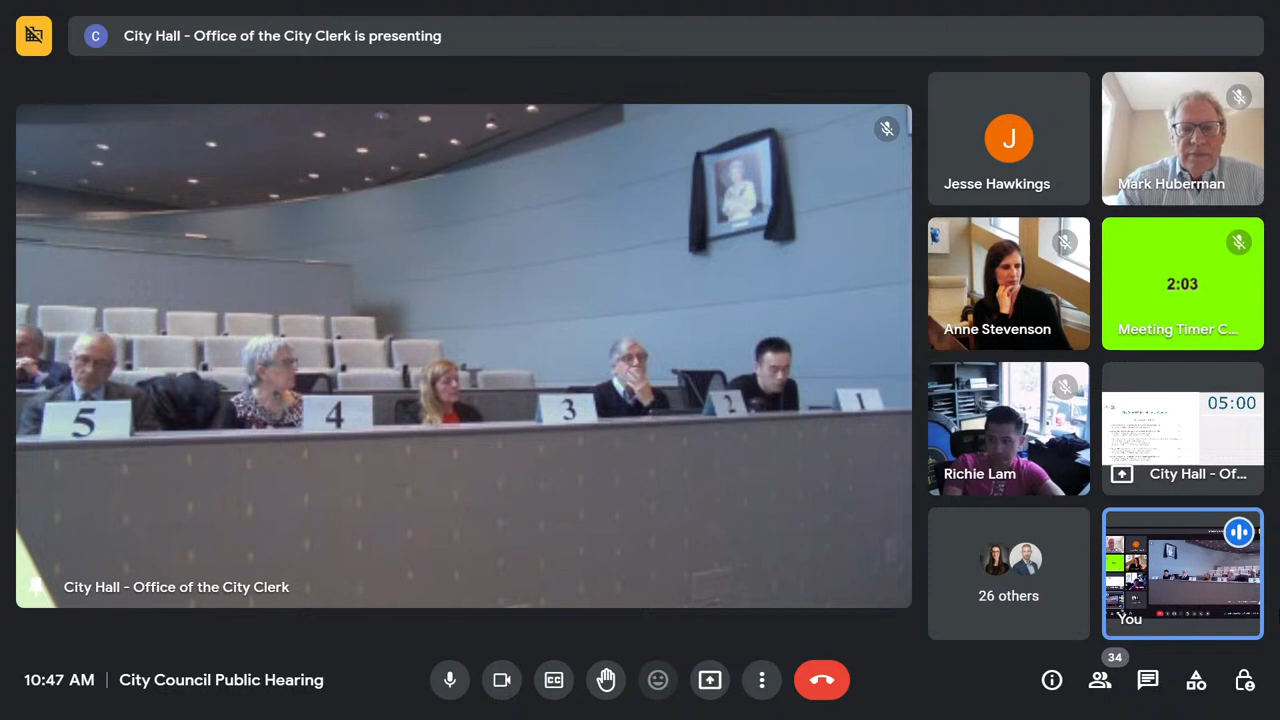 C
City Hall - Office of the City Clerk is presenting
J
Jesse Hawkings
Mark Huberman
Anne Stevenson
2:03
Meeting Timer C...
Richie Lam
05:00
City Hall - Of...
26 others
You
5
4
3
2
1
City Hall - Office of the City Clerk
10:47 AM
City Council Public Hearing
CC
34